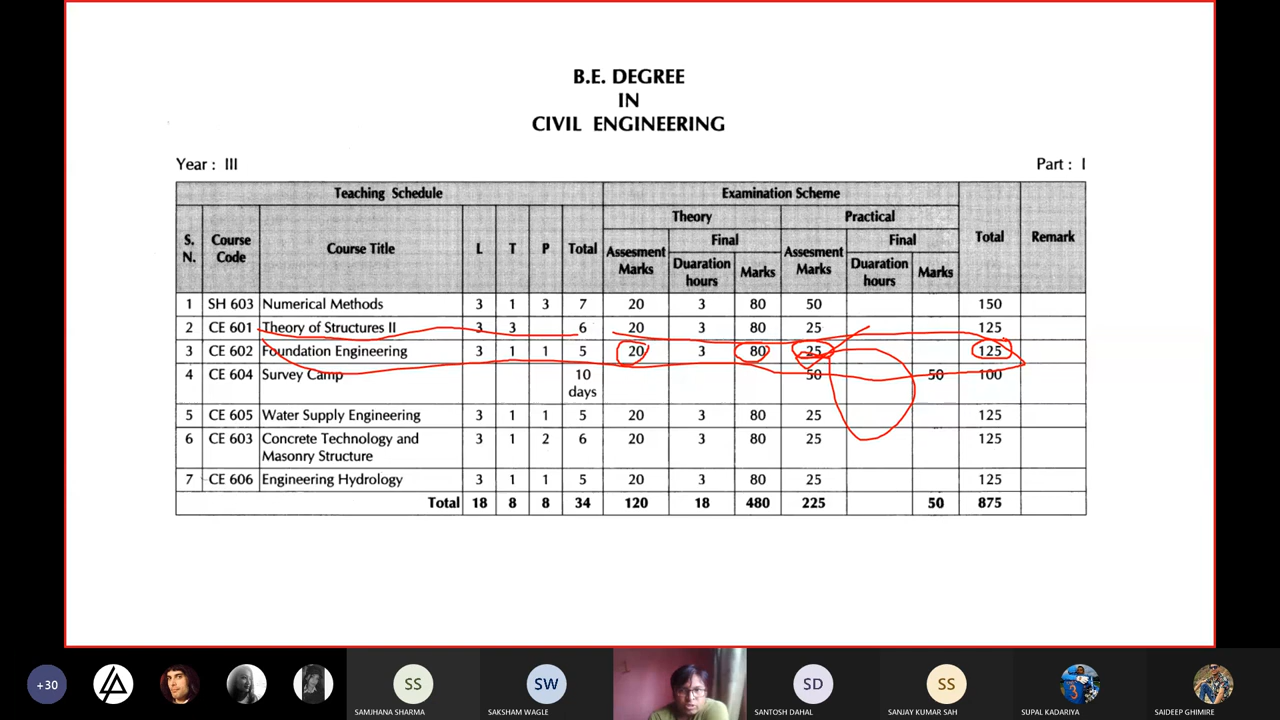 B.E. DEGREE
IN
CIVIL ENGINEERING
Year : III Part : I
Teaching Schedule Examination Scheme Total Remark
Theory Practical
S. N. Course Code Course Title L T P Total Assesment Marks Final Assesment Marks Final
Duaration hours Marks Duaration hours Marks
1 SH 603 Numerical Methods 3 1 3 7 20 3 80 50 150
2 CE 601 Theory of Structures II 3 3 6 20 3 80 25 125
3 CE 602 Foundation Engineering 3 1 1 5 20 3 80 25 125
4 CE 604 Survey Camp 10 days 50 50 100
5 CE 605 Water Supply Engineering 3 1 1 5 20 3 80 25 125
6 CE 603 Concrete Technology and Masonry Structure 3 1 2 6 20 3 80 25 125
7 CE 606 Engineering Hydrology 3 1 1 5 20 3 80 25 125
Total 18 8 8 34 120 18 480 225 50 875
+30 SS SW SD SS
SAMJHANA SHARMA SAKSHAM WAGLE SANTOSH DAHAL SANJAY KUMAR SAH SUPAL KADARIYA SAIDEEP GHIMIRE